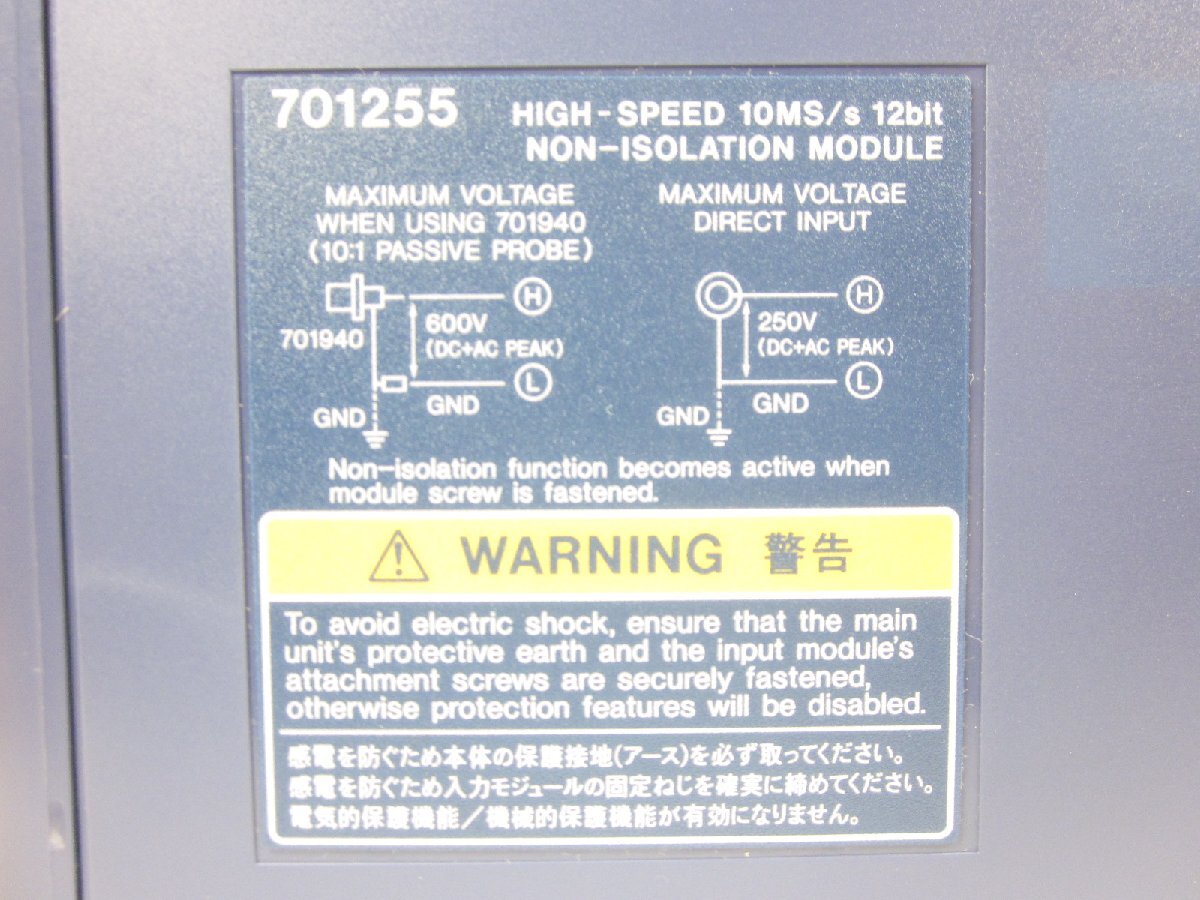 701255
HIGH-SPEED 10MS/s 12bit
NON-ISOLATION MODULE
MAXIMUM VOLTAGE
WHEN USING 701940
(10:1 PASSIVE PROBE)
H
701940
600V
(DC+AC PEAK)
L
GND
GND
MAXIMUM VOLTAGE
DIRECT INPUT
H
250V
(DC+AC PEAK)
L
GND
GND
Non-isolation function becomes active when
module screw is fastened.
WARNING 警告
To avoid electric shock, ensure that the main
unit's protective earth and the input module's
attachment screws are securely fastened,
otherwise protection features will be disabled.
感電を防ぐため本体の保護接地(アース)を必ず取ってください。
感電を防ぐため入力モジュールの固定ねじを確実に締めてください。
電気的保護機能/機械的保護機能が有効になりません。